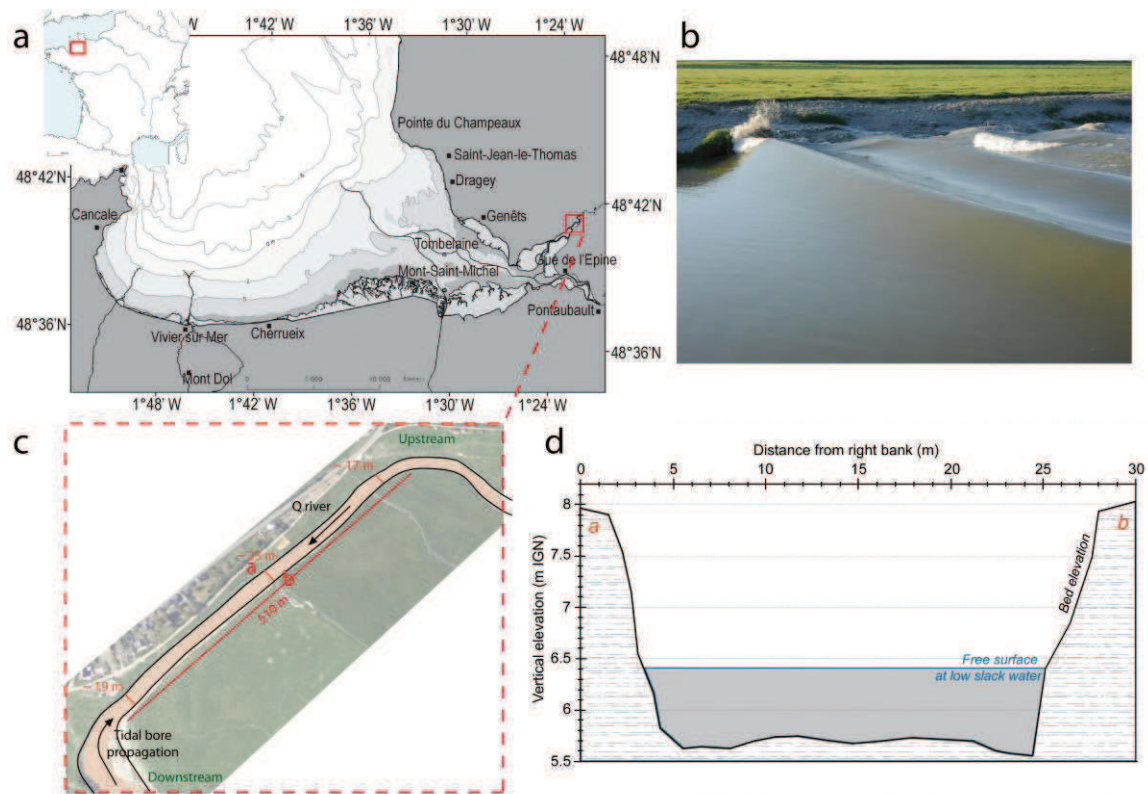 a
W
1°42' W
1°36' W
1°30' W
1°24' W
48°48'N
Pointe du Champeaux
Saint-Jean-le-Thomas
48°42'
Dragey
48°42'N
Cancale
Genêts
Tombelaine
Gué de l'Epine
Mont-Saint-Michel
Pontaubault
48°36'N
Vivier sur Mer
Cherrueix
48°36'N
Mont Dol
1°48' W
1°42' W
1°36' W
1°30' W
1°24' W
b
c
Upstream
~ 17 m
Q river
~ 23 m
a
b
510 m
~ 19 m
Tidal bore
propagation
Downstream
d
Distance from right bank (m)
0 5 10 15 20 25 30
Vertical elevation (m IGN)
8
7.5
7
6.5
6
5.5
a
b
Bed elevation
Free surface
at low slack water